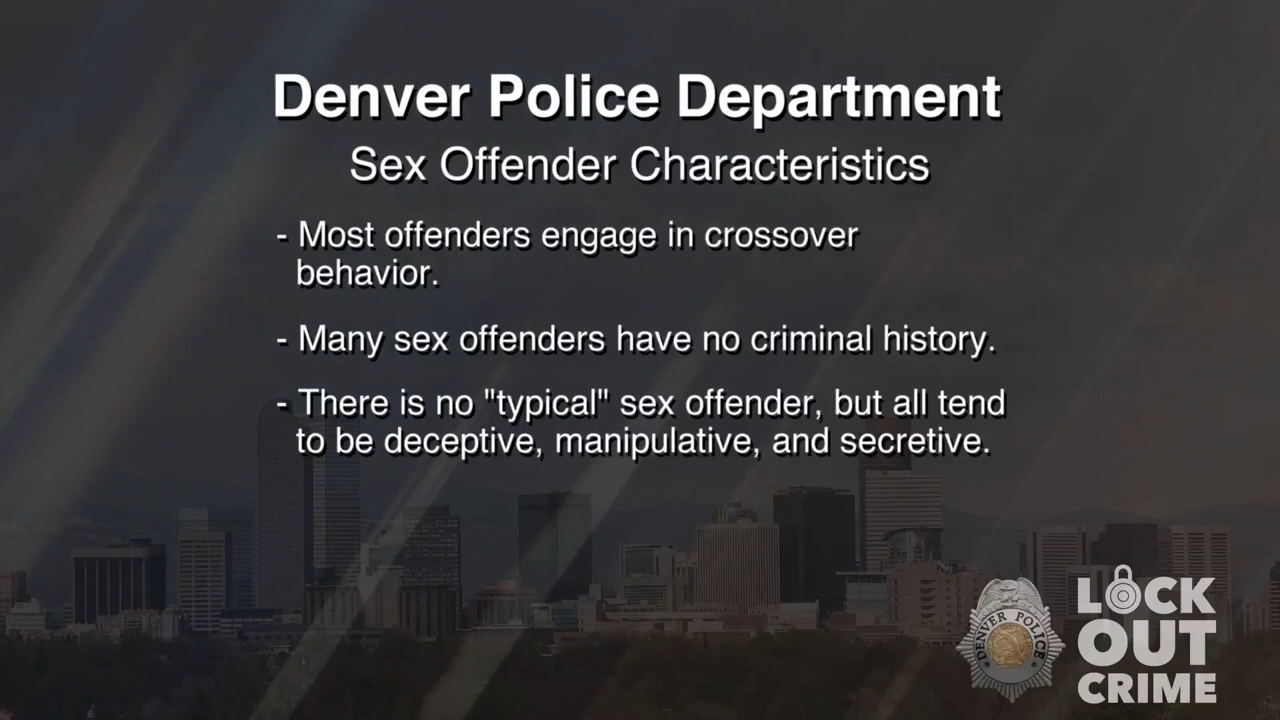 Denver Police Department
Sex Offender Characteristics
- Most offenders engage in crossover
behavior.
- Many sex offenders have no criminal history.
- There is no "typical" sex offender, but all tend
to be deceptive, manipulative, and secretive.
DENVER POLICE
LOCK
OUT
CRIME